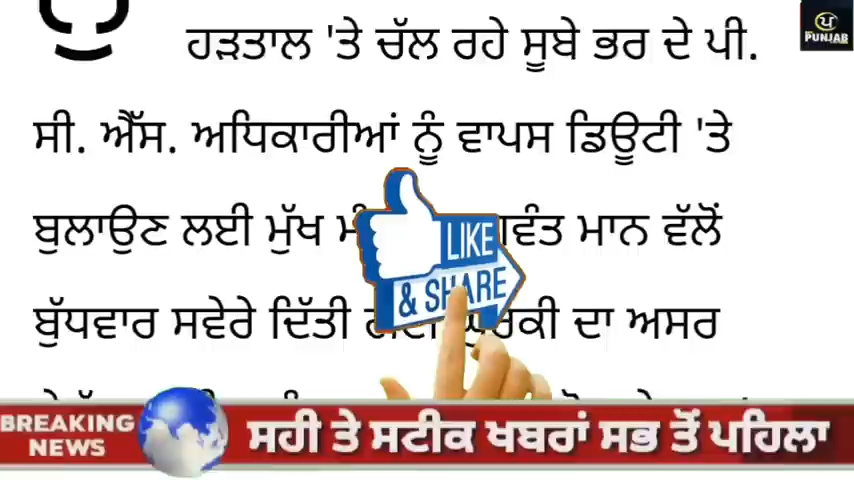 ਪ
PUNJAB
ਹੜਤਾਲ 'ਤੇ ਚੱਲ ਰਹੇ ਸੂਬੇ ਭਰ ਦੇ ਪੀ.
ਸੀ. ਐੱਸ. ਅਧਿਕਾਰੀਆਂ ਨੂੰ ਵਾਪਸ ਡਿਊਟੀ 'ਤੇ
ਬੁਲਾਉਣ ਲਈ ਮੁੱਖ ਮਾਨ ਵੱਲੋਂ
ਬੁੱਧਵਾਰ ਸਵੇਰੇ ਦਿੱਤੀ ਦਾ ਅਸਰ
LIKE
& SHARE
BREAKING
NEWS
ਸਹੀ ਤੇ ਸਟੀਕ ਖਬਰਾਂ ਸਭ ਤੋਂ ਪਹਿਲਾ